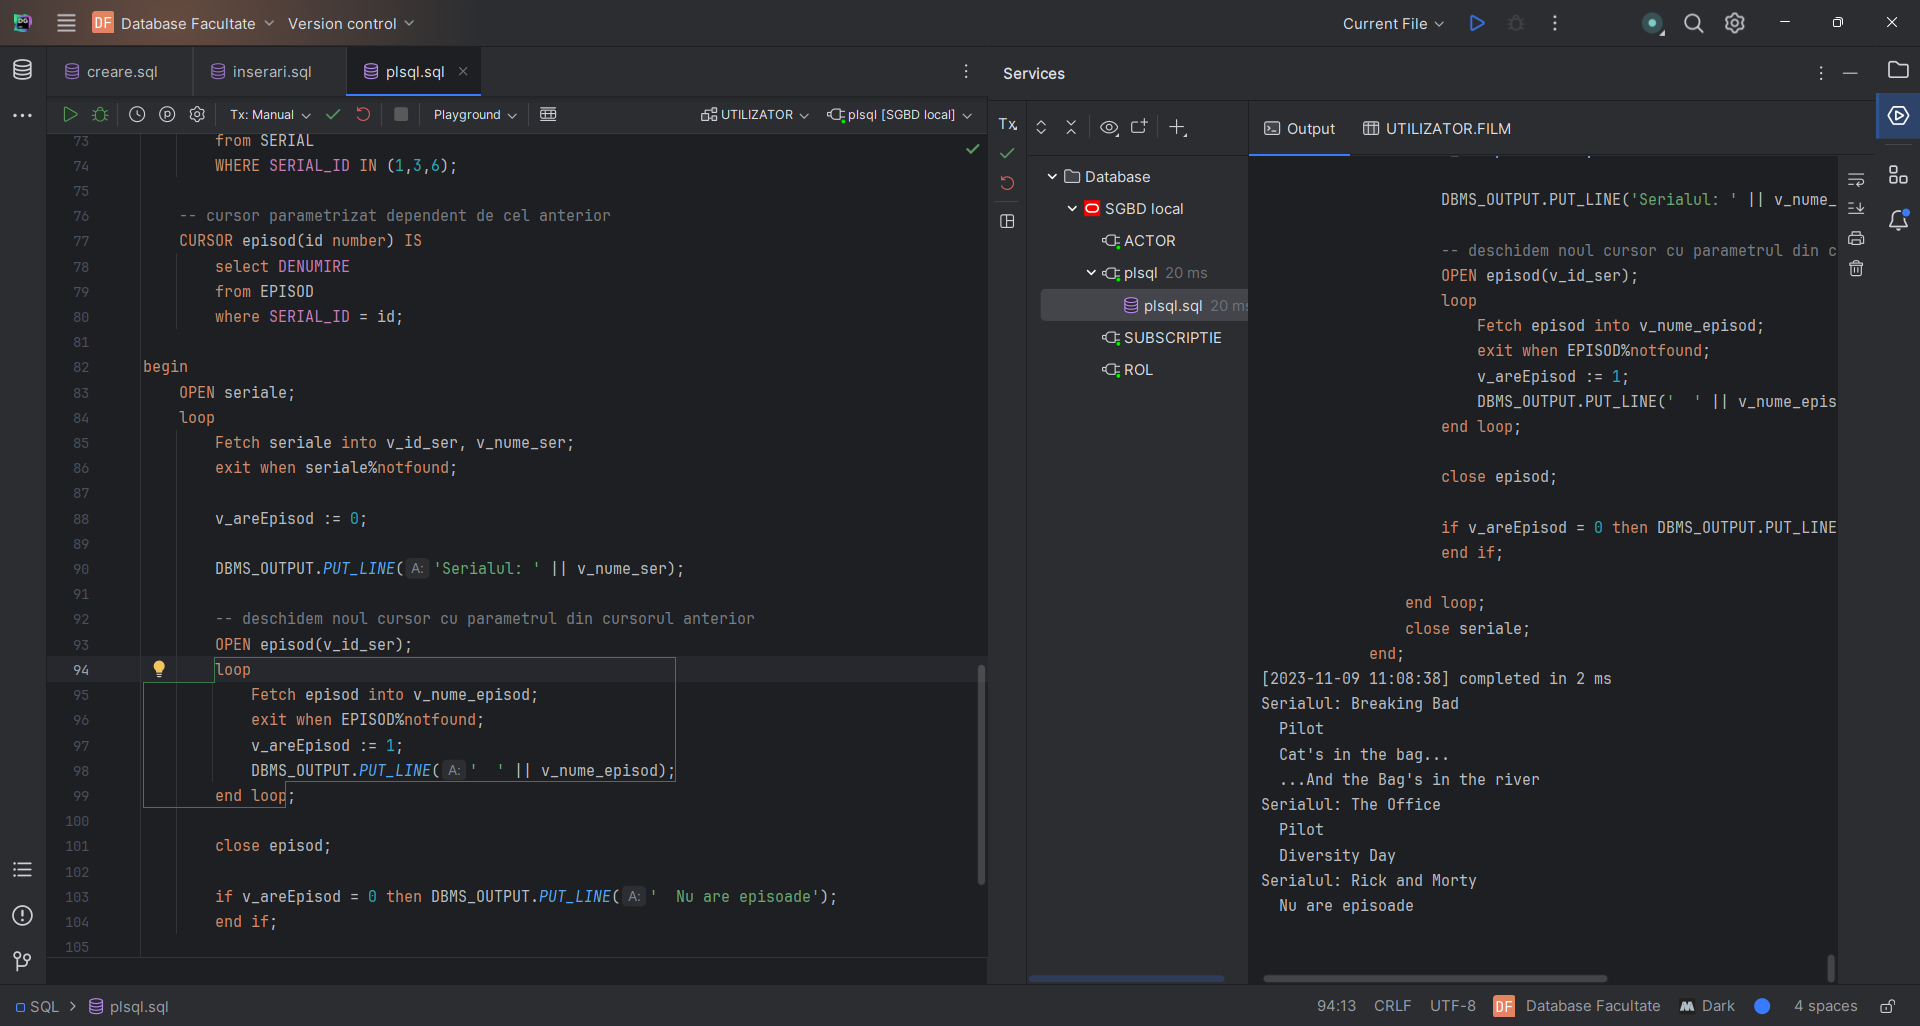 DF Database Facultate Version control Current File
creare.sql inserari.sql plsql.sql
Tx: Manual Playground UTILIZATOR plsql [SGBD local]
73 from SERIAL
74 WHERE SERIAL_ID IN (1,3,6);
75
76 -- cursor parametrizat dependent de cel anterior
77 CURSOR episod(id number) IS
78 select DENUMIRE
79 from EPISOD
80 where SERIAL_ID = id;
81
82 begin
83 OPEN seriale;
84 loop
85 Fetch seriale into v_id_ser, v_nume_ser;
86 exit when seriale%notfound;
87
88 v_areEpisod := 0;
89
90 DBMS_OUTPUT.PUT_LINE( A: 'Serialul: ' || v_nume_ser);
91
92 -- deschidem noul cursor cu parametrul din cursorul anterior
93 OPEN episod(v_id_ser);
94 loop
95 Fetch episod into v_nume_episod;
96 exit when EPISOD%notfound;
97 v_areEpisod := 1;
98 DBMS_OUTPUT.PUT_LINE( A: '  ' || v_nume_episod);
99 end loop;
100
101 close episod;
102
103 if v_areEpisod = 0 then DBMS_OUTPUT.PUT_LINE( A: '  Nu are episoade');
104 end if;
105
Services
Tx
Database
SGBD local
ACTOR
plsql 20 ms
plsql.sql 20 ms
SUBSCRIPTIE
ROL
Output UTILIZATOR.FILM
DBMS_OUTPUT.PUT_LINE('Serialul: ' || v_nume_
-- deschidem noul cursor cu parametrul din c
OPEN episod(v_id_ser);
loop
Fetch episod into v_nume_episod;
exit when EPISOD%notfound;
v_areEpisod := 1;
DBMS_OUTPUT.PUT_LINE('  ' || v_nume_epis
end loop;
close episod;
if v_areEpisod = 0 then DBMS_OUTPUT.PUT_LINE
end if;
end loop;
close seriale;
end;
[2023-11-09 11:08:38] completed in 2 ms
Serialul: Breaking Bad
Pilot
Cat's in the bag...
...And the Bag's in the river
Serialul: The Office
Pilot
Diversity Day
Serialul: Rick and Morty
Nu are episoade
SQL > plsql.sql 94:13 CRLF UTF-8 DF Database Facultate Dark 4 spaces